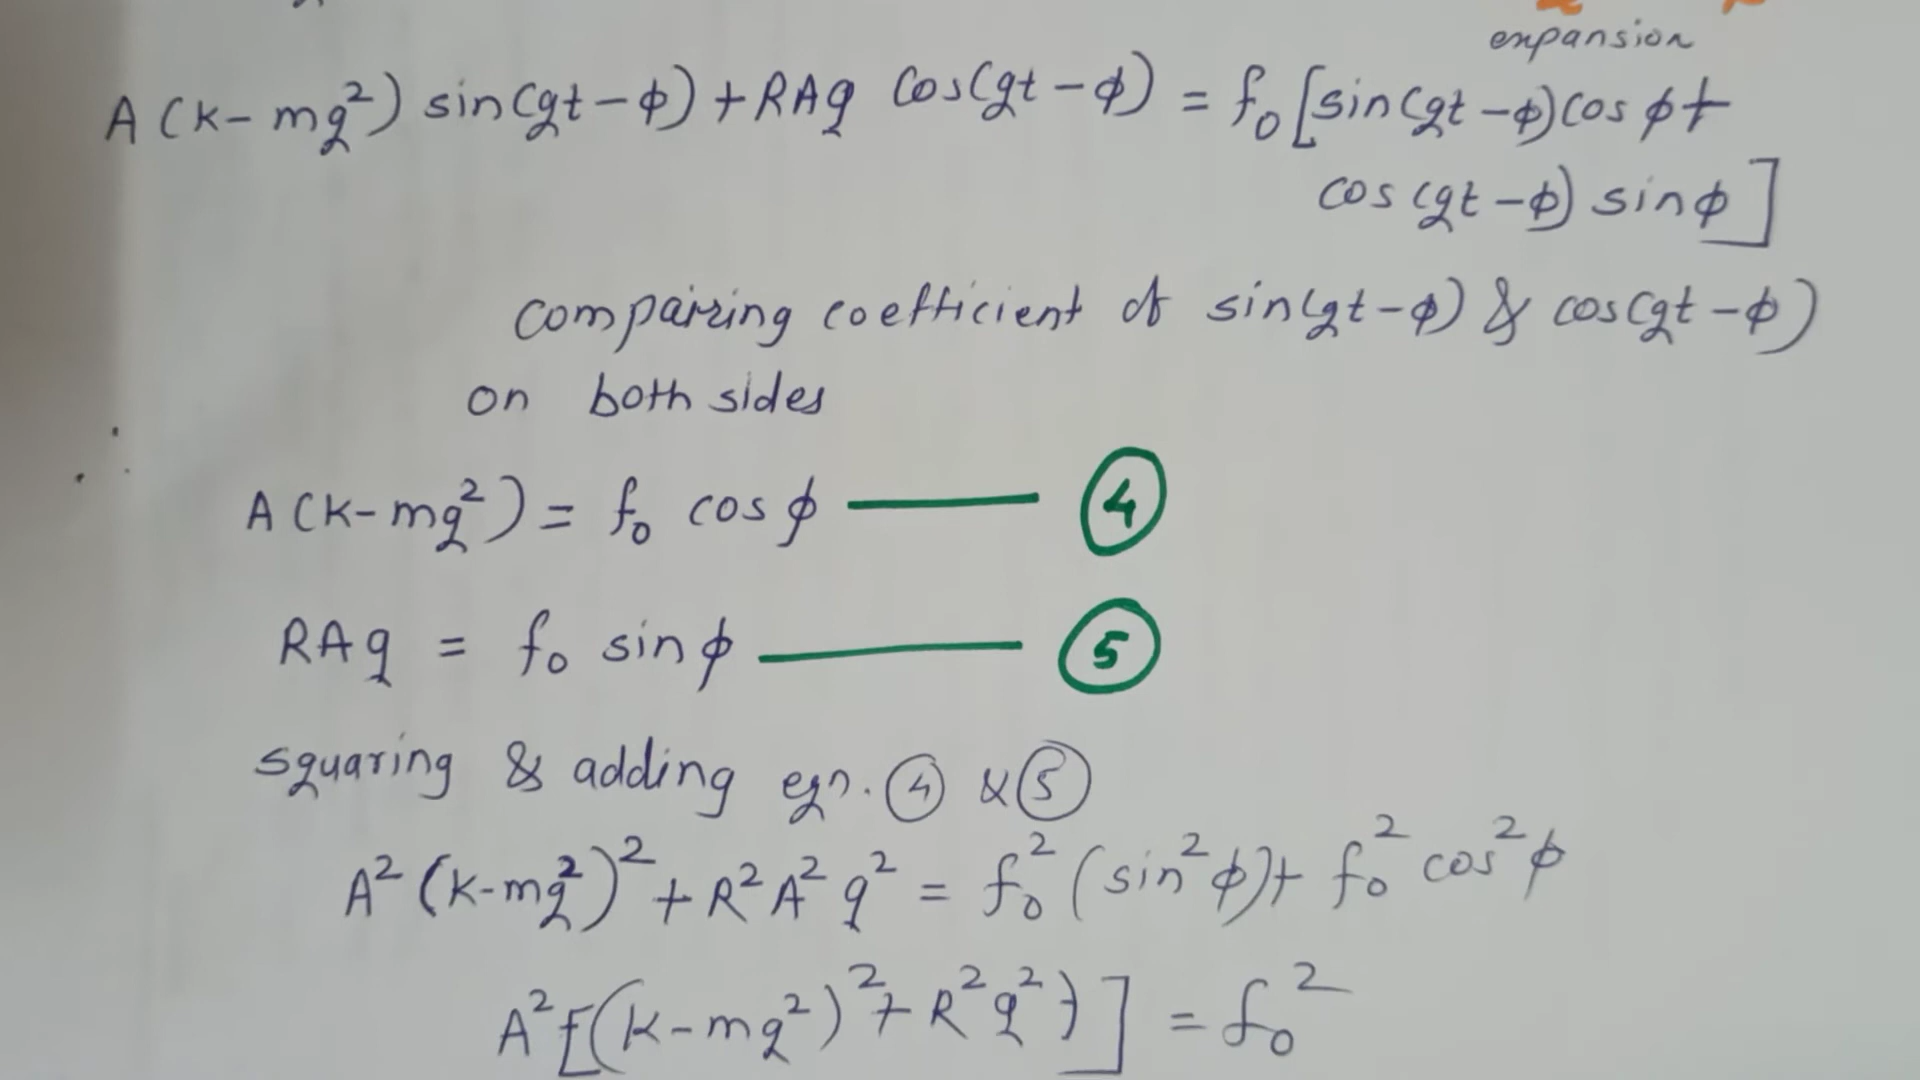 expansion
A(K-mq²) sin(qt-ϕ)+RAq cos(qt-ϕ) = f₀[sin(qt-ϕ)cos ϕ+
cos(qt-ϕ) sinϕ]
compairing coefficient of sin(qt-ϕ) & cos(qt-ϕ)
on both sides
A(K-mq²) = f₀ cos ϕ — 4
RAq = f₀ sin ϕ — 5
squaring & adding eqn. 4 & 5
A²(K-mq²)²+R²A²q² = f₀²(sin²ϕ)+ f₀² cos²ϕ
A²[(K-mq²)²+R²q²)] = f₀²